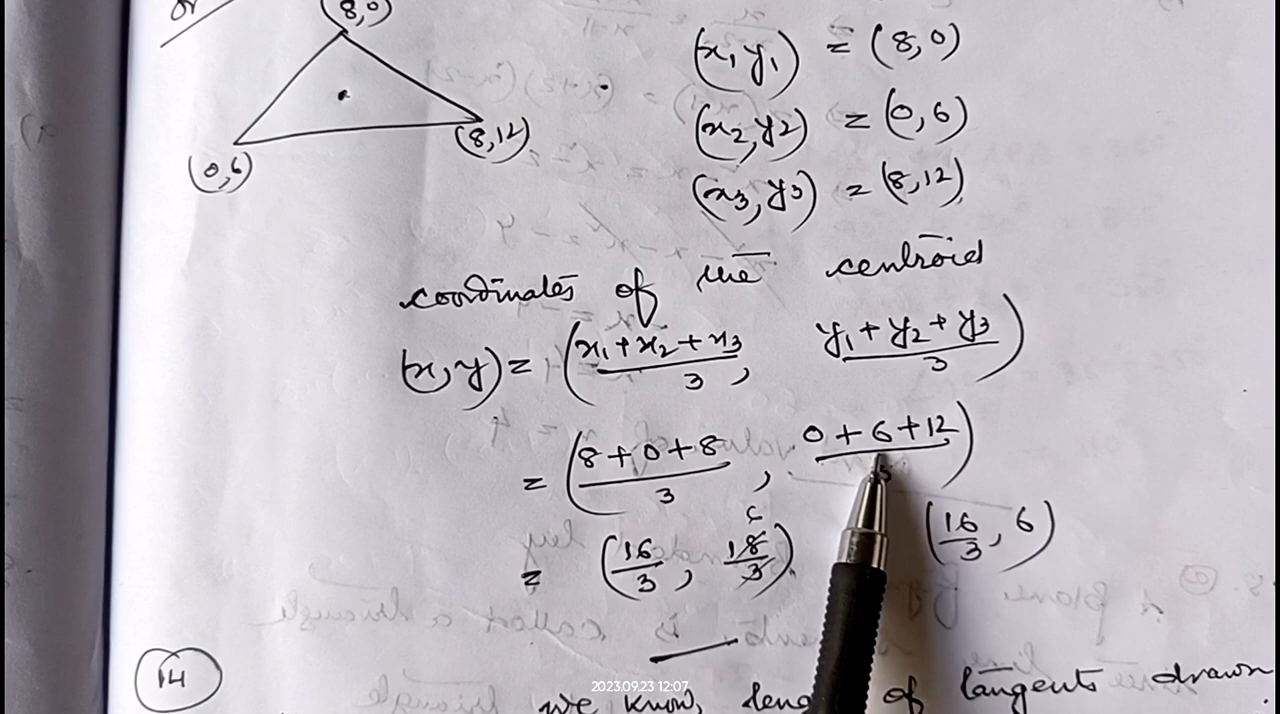 or
(8,0)
(0,6)
(8,12)
(x₁ y₁) = (8,0)
(x₂, y₂) = (0,6)
(x₃, y₃) = (8,12)
coordinates of the centroid
(x, y) = (x₁+x₂+x₃/3, y₁+y₂+y₃/3)
= (8+0+8/3, 0+6+12/3)
= (16/3, 18/3) (16/3, 6)
6
14
we know, of tangents drawn
2023.09.23 12:07